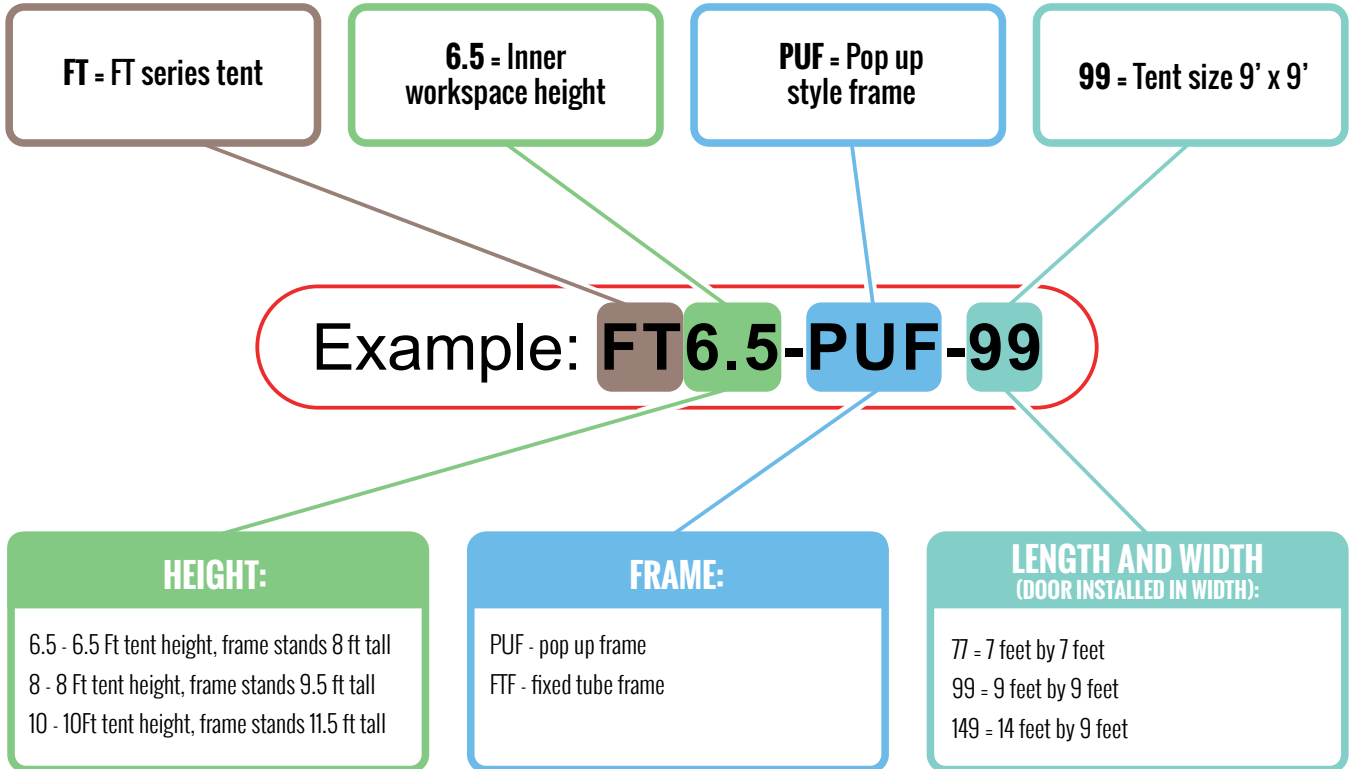 FT = FT series tent
6.5 = Inner
workspace height
PUF = Pop up
style frame
99 = Tent size 9’ x 9’
Example: FT6.5-PUF-99
HEIGHT:
6.5 - 6.5 Ft tent height, frame stands 8 ft tall
8 - 8 Ft tent height, frame stands 9.5 ft tall
10 - 10Ft tent height, frame stands 11.5 ft tall
FRAME:
PUF - pop up frame
FTF - fixed tube frame
LENGTH AND WIDTH
(DOOR INSTALLED IN WIDTH):
77 = 7 feet by 7 feet
99 = 9 feet by 9 feet
149 = 14 feet by 9 feet